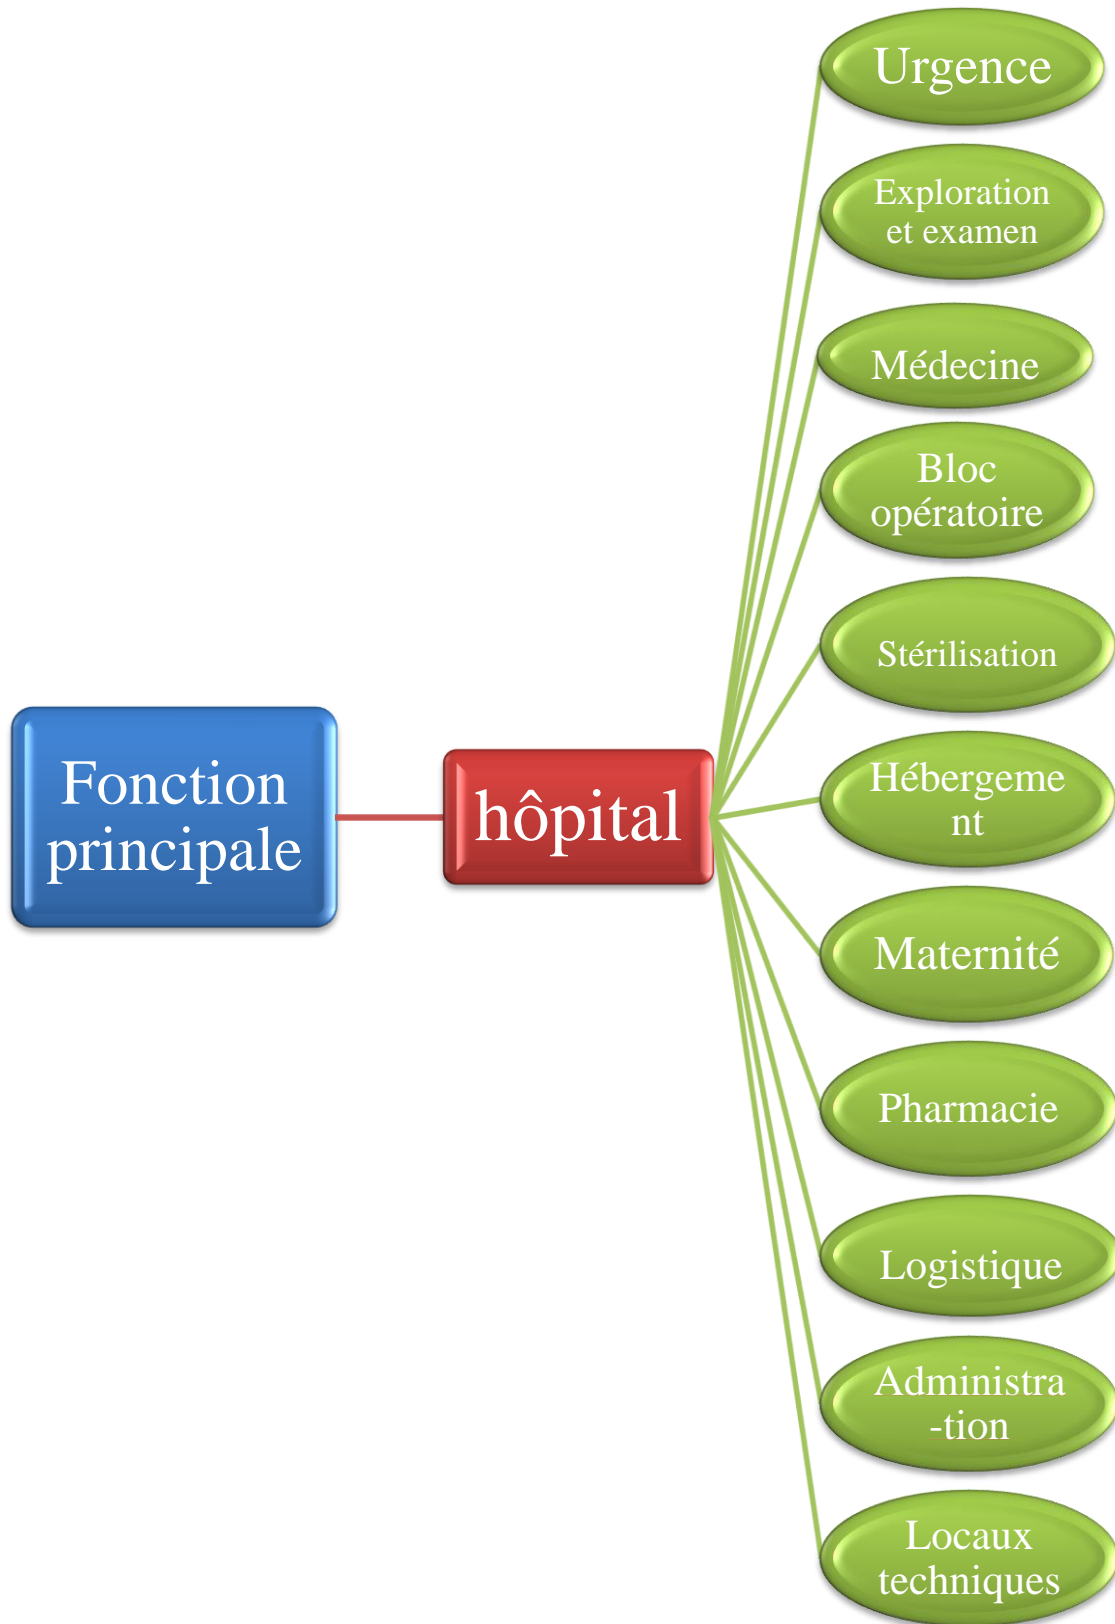 Urgence
Exploration
et examen
Médecine
Bloc
opératoire
Stérilisation
Fonction
principale
hôpital
Hébergeme
nt
Maternité
Pharmacie
Logistique
Administra
-tion
Locaux
techniques